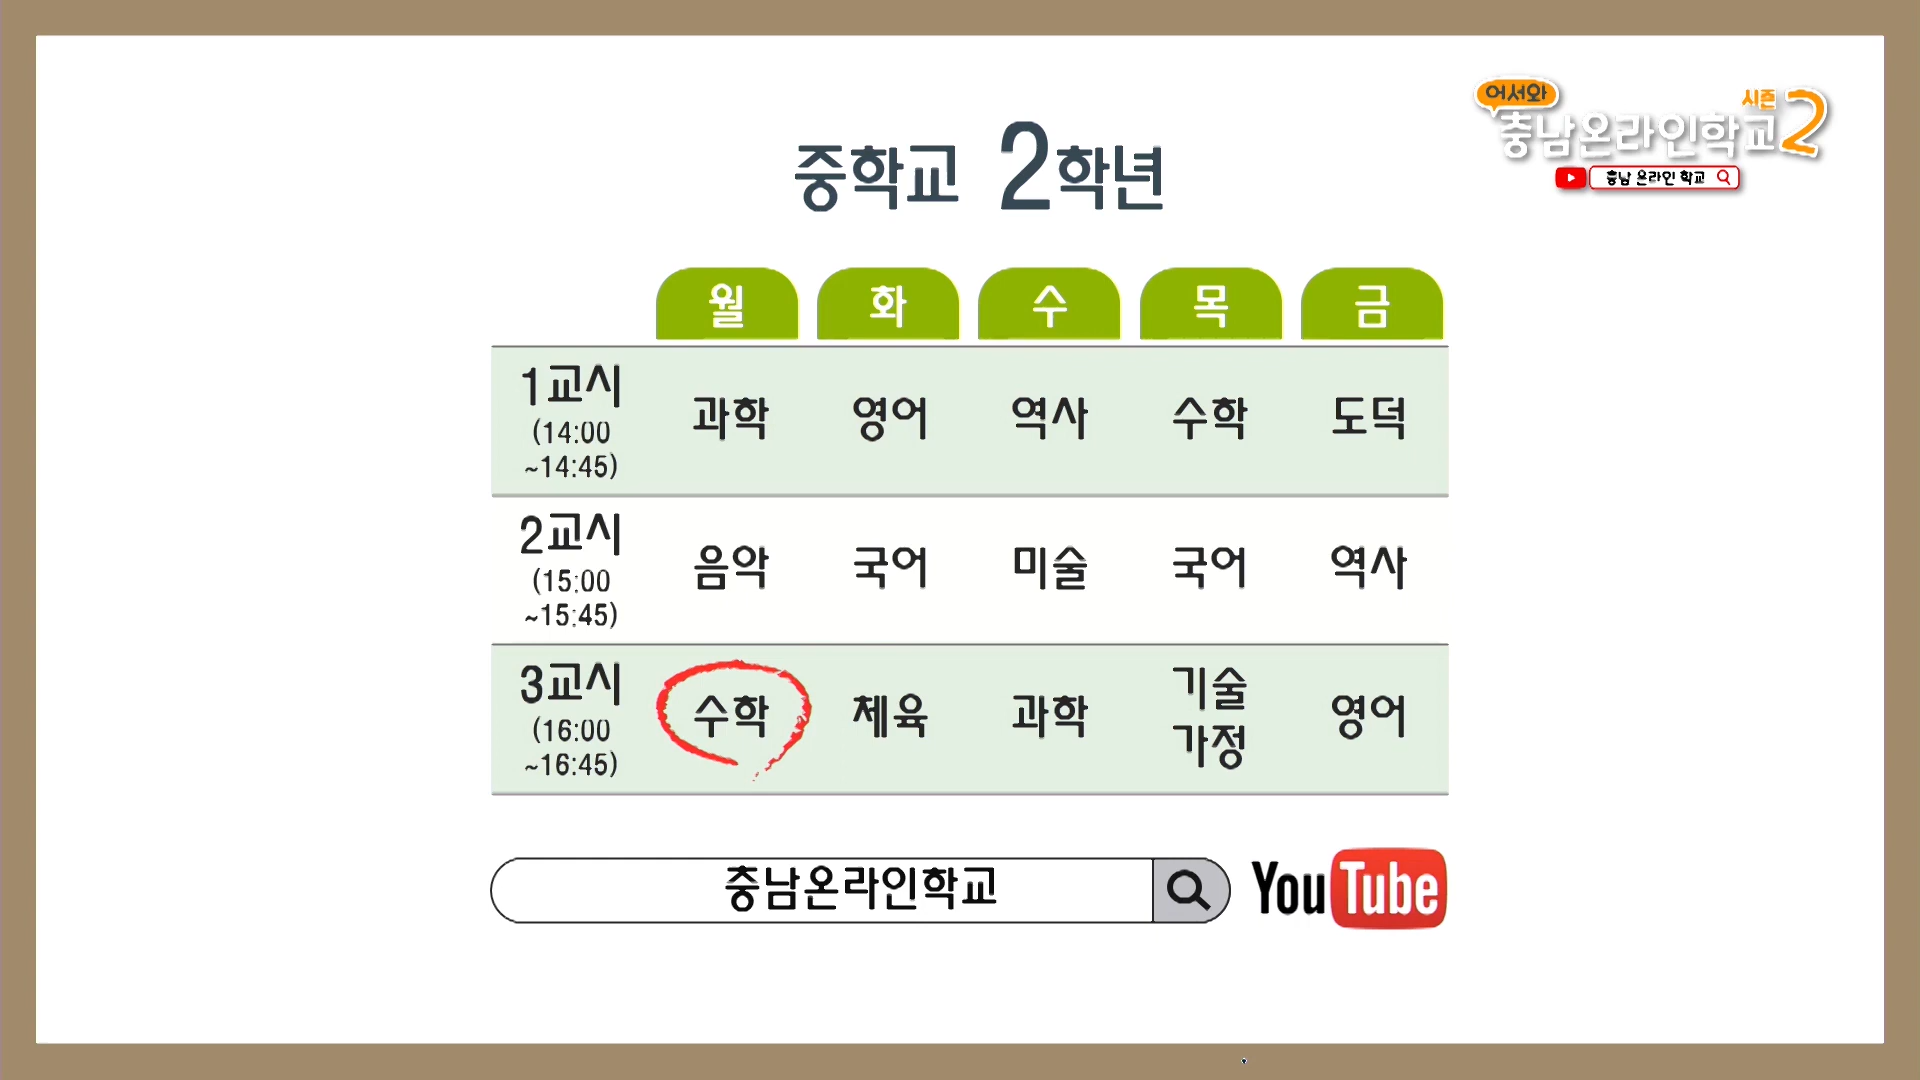 어서와
시즌2
충남온라인학교
충남 온라인 학교
중학교 2학년
월 화 수 목 금
1교시 (14:00 ~14:45) 과학 영어 역사 수학 도덕
2교시 (15:00 ~15:45) 음악 국어 미술 국어 역사
3교시 (16:00 ~16:45) 수학 체육 과학 기술 가정 영어
충남온라인학교 YouTube